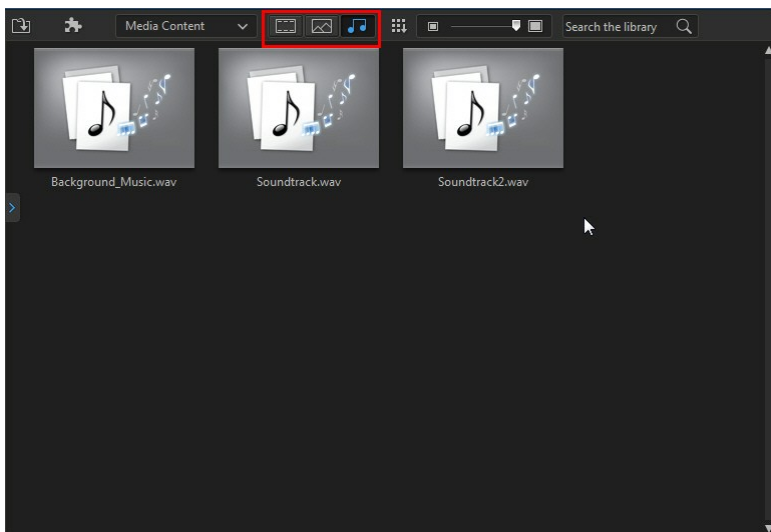 Media Content
Search the library
Background_Music.wav
Soundtrack.wav
Soundtrack2.wav